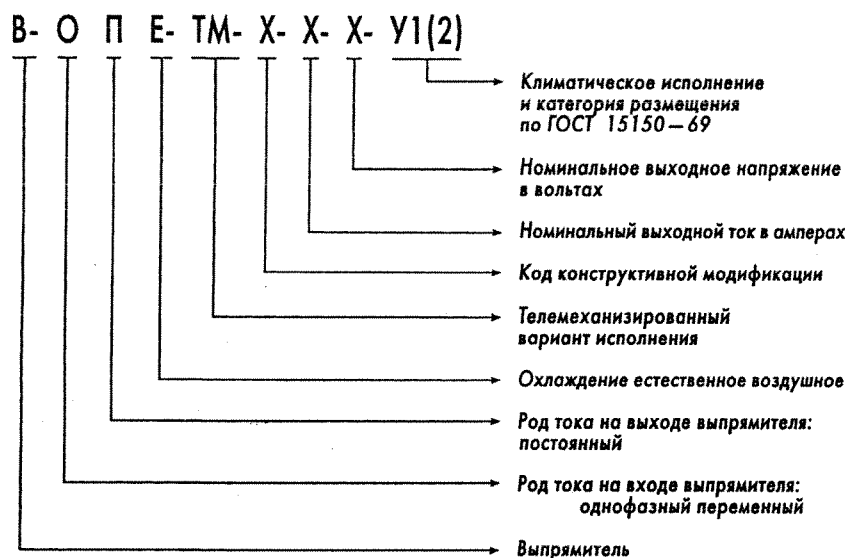 В- О П Е- ТМ- Х- Х- Х- У1(2)
Климатическое исполнение
и категория размещения
по ГОСТ 15150—69
Номинальное выходное напряжение
в вольтах
Номинальный выходной ток в амперах
Код конструктивной модификации
Телемеханизированный
вариант исполнения
Охлаждение естественное воздушное
Род тока на выходе выпрямителя:
постоянный
Род тока на входе выпрямителя:
однофазный переменный
Выпрямитель